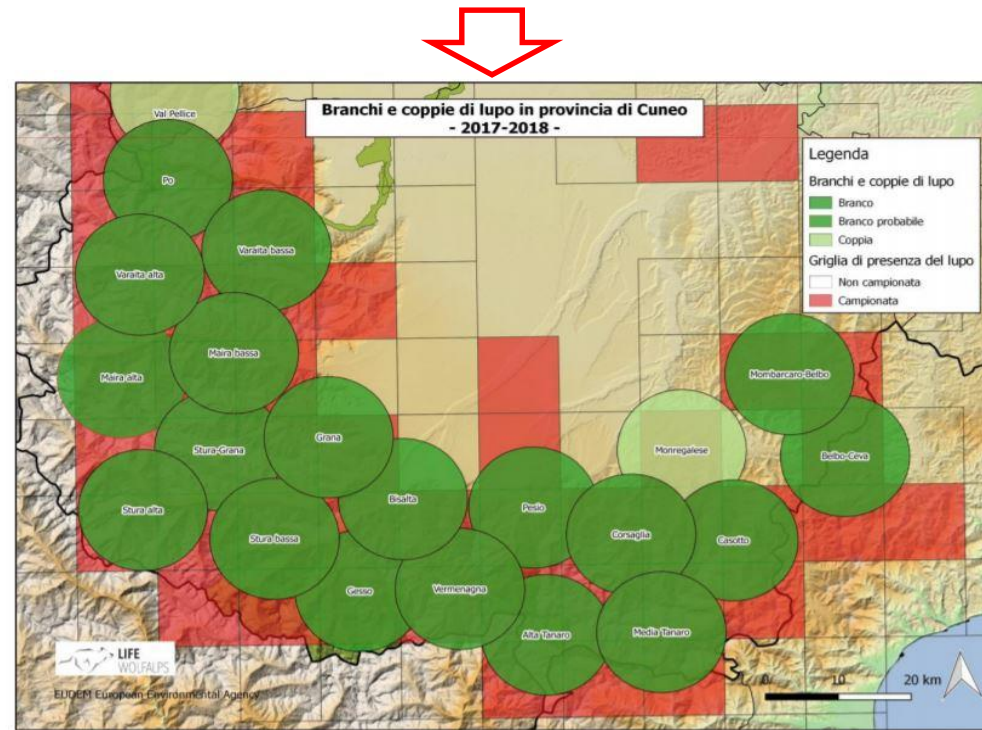 Branchi e coppie di lupo in provincia di Cuneo
- 2017-2018 -
Legenda
Branchi e coppie di lupo
Branco
Branco probabile
Coppia
Griglia di presenza del lupo
Non campionata
Campionata
Val Pellice
Po
Varaita bassa
Varaita alta
Maira bassa
Maira alta
Mombarcaro-Belbo
Grana
Stura-Grana
Monregalese
Belbo-Ceva
Bisalta
Stura alta
Pesio
Stura bassa
Corsaglia
Casotto
Gesso
Vermenagna
Alta Tanaro
Media Tanaro
LIFE
WOLFALPS
EUDEM European Environmental Agency
0 10 20 km